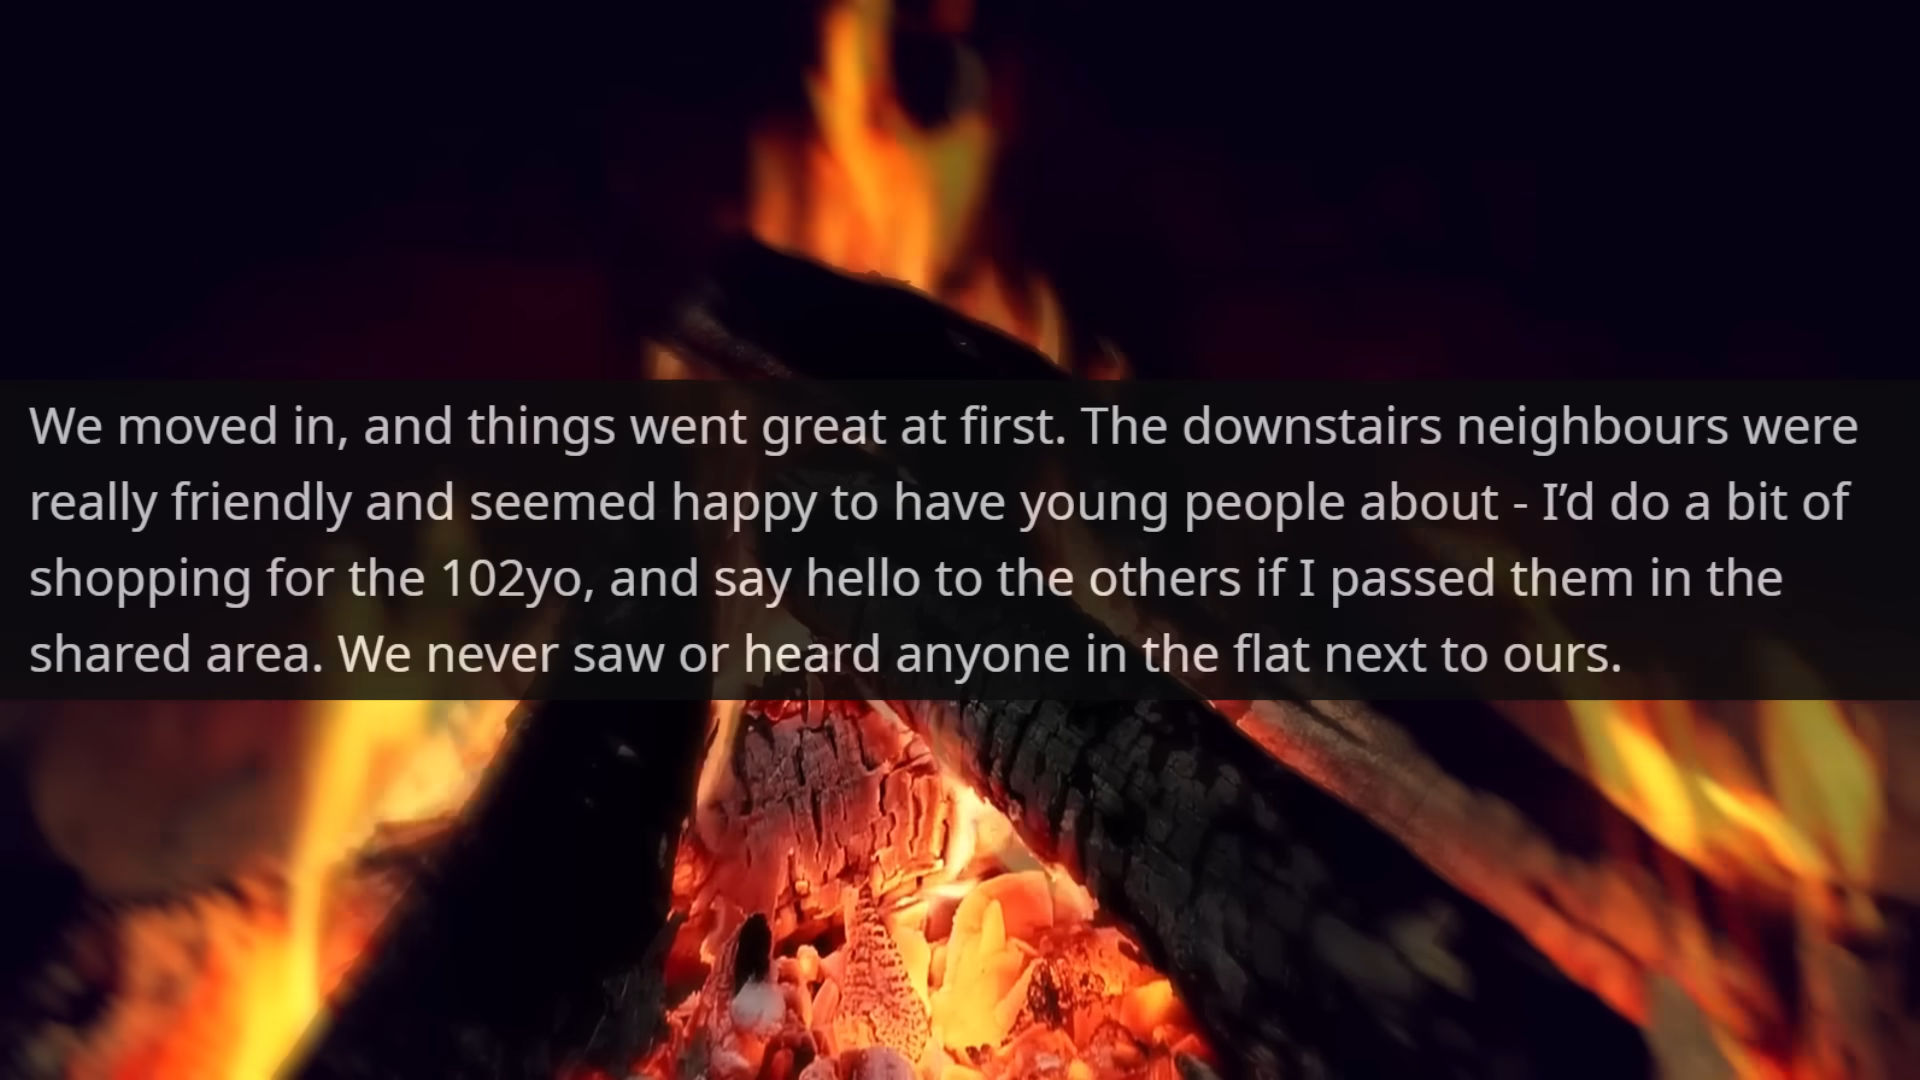 We moved in, and things went great at first. The downstairs neighbours were
really friendly and seemed happy to have young people about - I’d do a bit of
shopping for the 102yo, and say hello to the others if I passed them in the
shared area. We never saw or heard anyone in the flat next to ours.